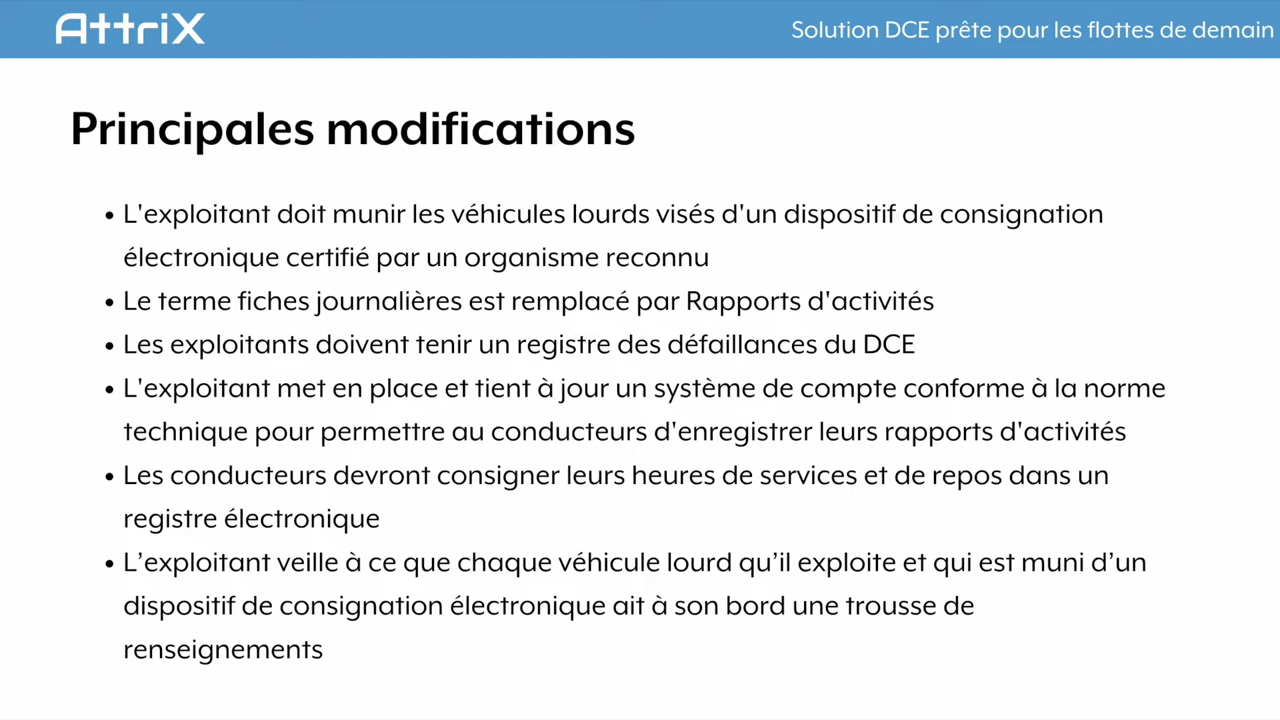 AttriX
Solution DCE prête pour les flottes de demain
Principales modifications
• L'exploitant doit munir les véhicules lourds visés d'un dispositif de consignation
électronique certifié par un organisme reconnu
• Le terme fiches journalières est remplacé par Rapports d'activités
• Les exploitants doivent tenir un registre des défaillances du DCE
• L'exploitant met en place et tient à jour un système de compte conforme à la norme
technique pour permettre au conducteurs d'enregistrer leurs rapports d'activités
• Les conducteurs devront consigner leurs heures de services et de repos dans un
registre électronique
• L’exploitant veille à ce que chaque véhicule lourd qu’il exploite et qui est muni d’un
dispositif de consignation électronique ait à son bord une trousse de
renseignements